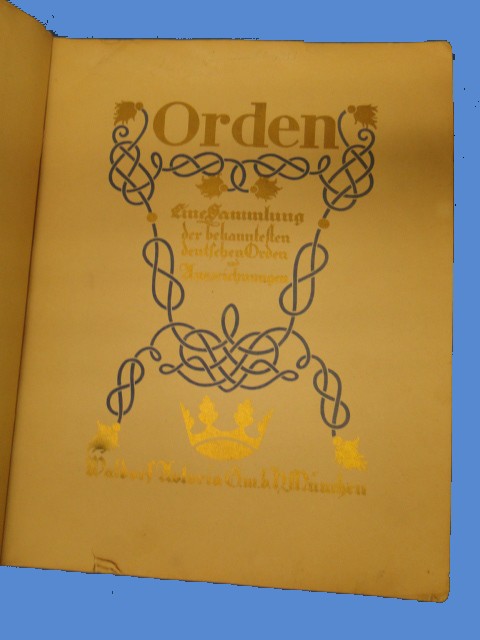 Orden
Eine Sammlung
der bekanntesten
deutschen Orden
und
Auszeichnungen
Waldorf-Astoria G.m.b.H. München